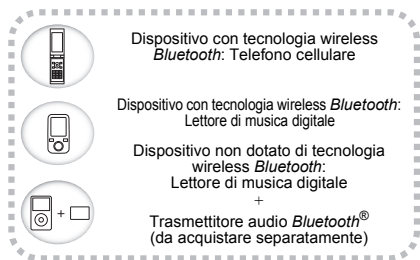 Dispositivo con tecnologia wireless
Bluetooth: Telefono cellulare
Dispositivo con tecnologia wireless Bluetooth:
Lettore di musica digitale
Dispositivo non dotato di tecnologia
wireless Bluetooth:
Lettore di musica digitale
+
+
Trasmettitore audio Bluetooth®
(da acquistare separatamente)